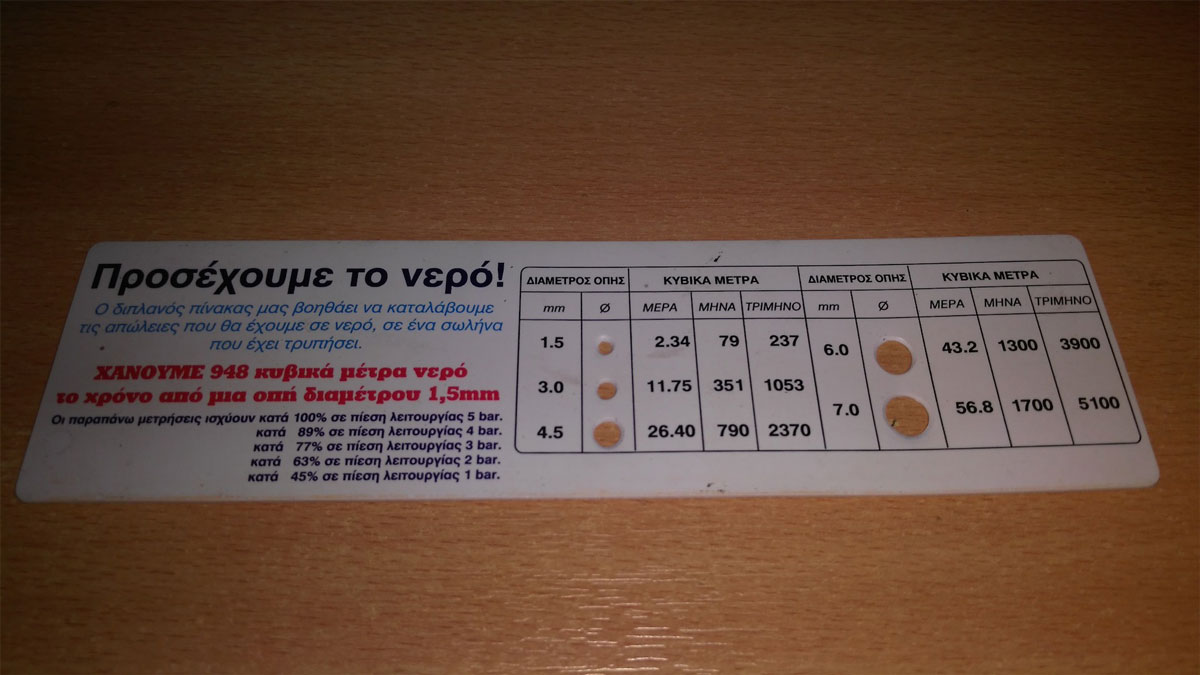 Προσέχουμε το νερό!
Ο διπλανός πίνακας μας βοηθάει να καταλάβουμε
τις απώλειες που θα έχουμε σε νερό, σε ένα σωλήνα
που έχει τρυπήσει.
ΧΑΝΟΥΜΕ 948 κυβικά μέτρα νερό
το χρόνο από μια οπή διαμέτρου 1,5mm
Οι παραπάνω μετρήσεις ισχύουν κατά 100% σε πίεση λειτουργίας 5 bar.
κατά 89% σε πίεση λειτουργίας 4 bar.
κατά 77% σε πίεση λειτουργίας 3 bar.
κατά 63% σε πίεση λειτουργίας 2 bar.
κατά 45% σε πίεση λειτουργίας 1 bar.
ΔΙΑΜΕΤΡΟΣ ΟΠΗΣ ΚΥΒΙΚΑ ΜΕΤΡΑ ΔΙΑΜΕΤΡΟΣ ΟΠΗΣ ΚΥΒΙΚΑ ΜΕΤΡΑ
mm Ø ΜΕΡΑ ΜΗΝΑ ΤΡΙΜΗΝΟ mm Ø ΜΕΡΑ ΜΗΝΑ ΤΡΙΜΗΝΟ
1.5 2.34 79 237 6.0 43.2 1300 3900
3.0 11.75 351 1053 7.0 56.8 1700 5100
4.5 26.40 790 2370